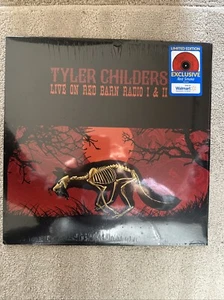 TYLER CHILDERS
LIVE ON RED BARN RADIO I & II
LIMITED EDITION
EXCLUSIVE
Walmart